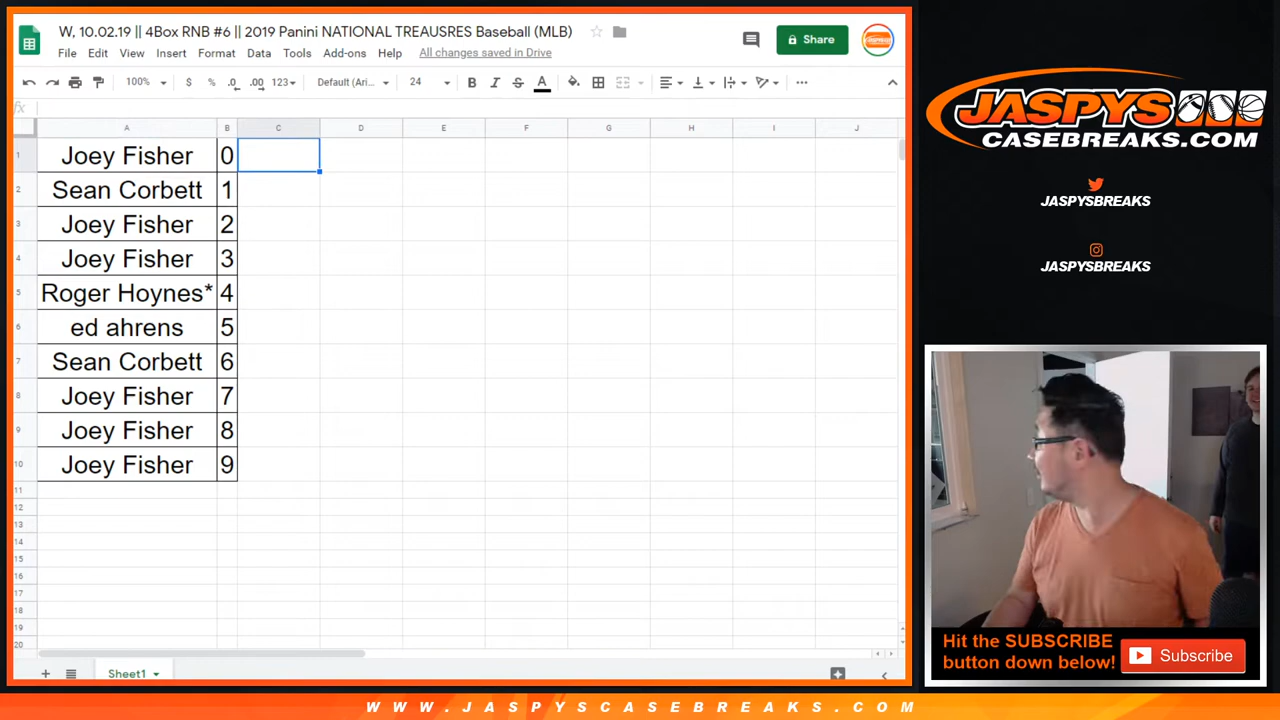 W, 10.02.19 || 4Box RNB #6 || 2019 Panini NATIONAL TREAUSRES Baseball (MLB)
File Edit View Insert Format Data Tools Add-ons Help All changes saved in Drive
Share
100% $ % .0 .00 123 Default (Ari... 24 B I S A
fx
A B C D E F G H I J
1 Joey Fisher 0
2 Sean Corbett 1
3 Joey Fisher 2
4 Joey Fisher 3
5 Roger Hoynes* 4
6 ed ahrens 5
7 Sean Corbett 6
8 Joey Fisher 7
9 Joey Fisher 8
10 Joey Fisher 9
11
12
13
14
15
16
17
18
19
20
Sheet1
JASPYS
CASEBREAKS.COM
JASPYSBREAKS
JASPYSBREAKS
Hit the SUBSCRIBE
button down below!
Subscribe
WWW.JASPYSCASEBREAKS.COM